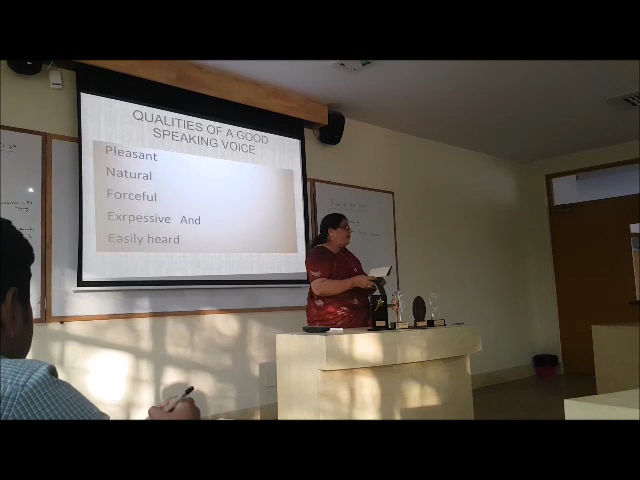 QUALITIES OF A GOOD
SPEAKING VOICE
Pleasant
Natural
Forceful
Exrpessive And
Easily heard